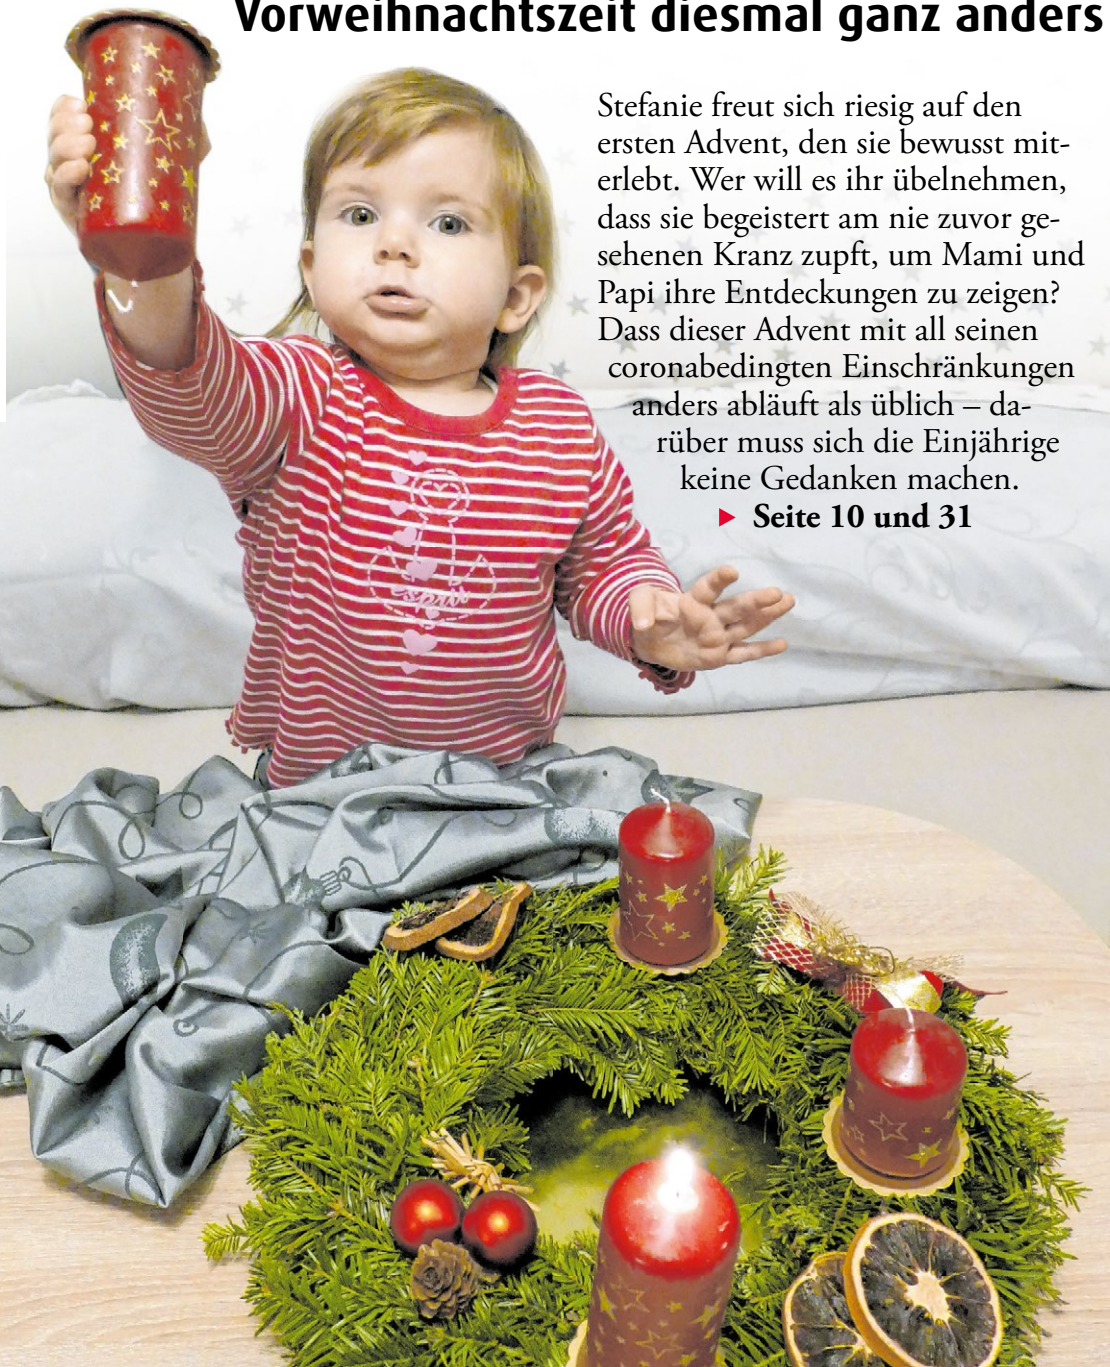 Vorweihnachtszeit diesmal ganz anders
Stefanie freut sich riesig auf den
ersten Advent, den sie bewusst mit-
erlebt. Wer will es ihr übelnehmen,
dass sie begeistert am nie zuvor ge-
sehenen Kranz zupft, um Mami und
Papi ihre Entdeckungen zu zeigen?
Dass dieser Advent mit all seinen
coronabedingten Einschränkungen
anders abläuft als üblich – da-
rüber muss sich die Einjährige
keine Gedanken machen.
▶ Seite 10 und 31
esprit